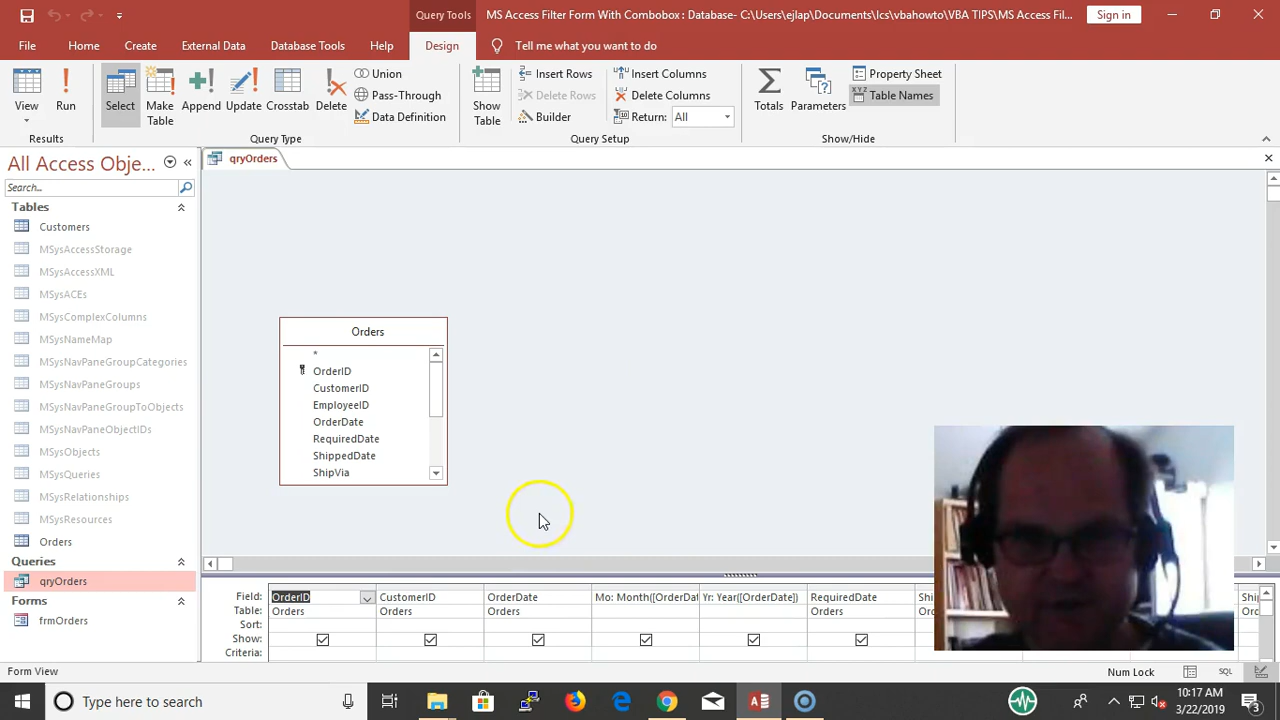 Query Tools
MS Access Filter Form With Combobox : Database- C:\Users\ejlap\Documents\lcs\vbahowto\VBA TIPS\MS Access Fil...
Sign in
File
Home
Create
External Data
Database Tools
Help
Design
Tell me what you want to do
View
Run
Select
Make Table
Append
Update
Crosstab
Delete
Union
Pass-Through
Data Definition
Show Table
Insert Rows
Delete Rows
Builder
Insert Columns
Delete Columns
Return: All
Totals
Parameters
Property Sheet
Table Names
Results
Query Type
Query Setup
Show/Hide
All Access Obje...
qryOrders
Search...
Tables
Customers
MSysAccessStorage
MSysAccessXML
MSysACEs
MSysComplexColumns
MSysNameMap
MSysNavPaneGroupCategories
MSysNavPaneGroups
MSysNavPaneGroupToObjects
MSysNavPaneObjectIDs
MSysObjects
MSysQueries
MSysRelationships
MSysResources
Orders
Queries
qryOrders
Forms
frmOrders
Orders
*
OrderID
CustomerID
EmployeeID
OrderDate
RequiredDate
ShippedDate
ShipVia
Field: OrderID CustomerID OrderDate Mo: Month([OrderDat Yr: Year([OrderDate]) RequiredDate
Table: Orders Orders Orders Orders
Sort:
Show:
Criteria:
Form View
Num Lock
SQL
Type here to search
10:17 AM
3/22/2019
3